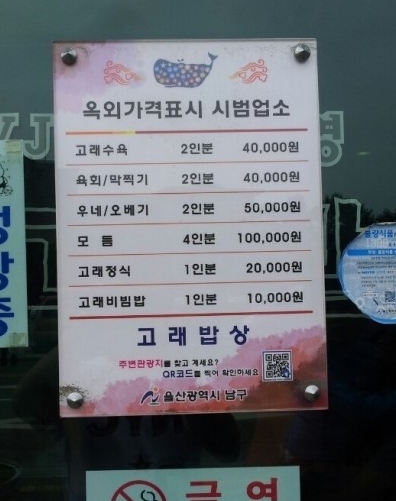 옥외가격표시 시범업소
고래수육 2인분 40,000원
육회/막찍기 2인분 40,000원
우네/오베기 2인분 50,000원
모 듬 4인분 100,000원
고래정식 1인분 20,000원
고래비빔밥 1인분 10,000원
고래밥상
주변관광지를 찾고 계세요?
QR코드를 찍어 확인하세요
울산광역시 남구
금연